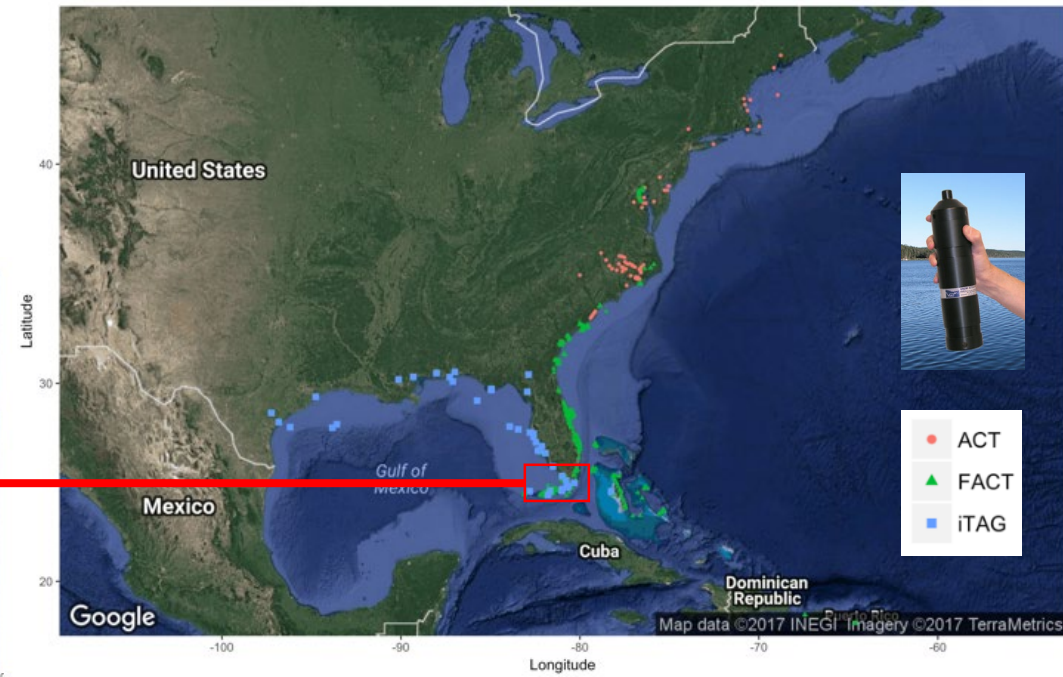 United States
Gulf of
Mexico
Mexico
Cuba
Dominican
Republic
Puerto Rico
Google
Map data ©2017 INEGI Imagery ©2017 TerraMetrics
40
30
20
-100
-90
-80
-70
-60
Latitude
Longitude
ACT
FACT
iTAG